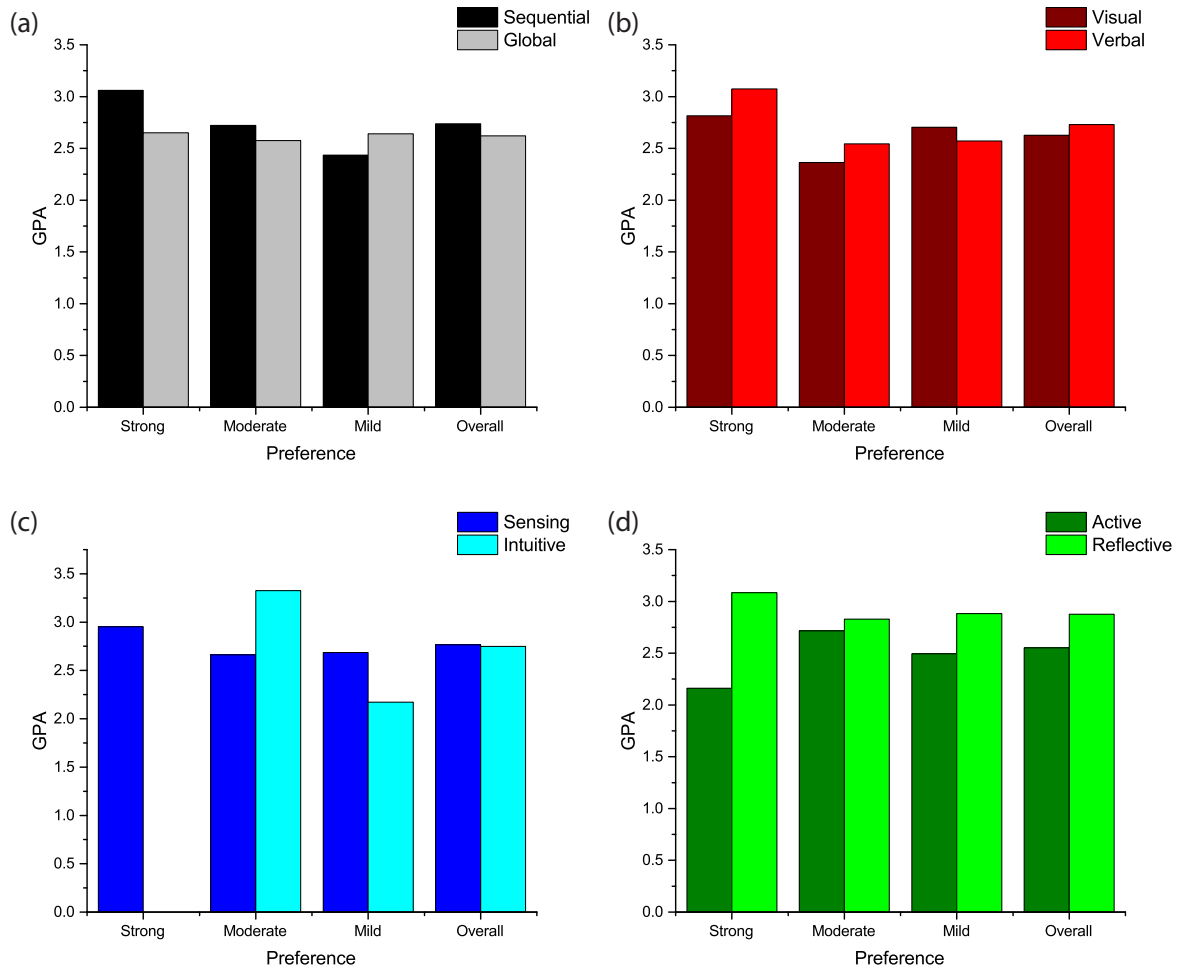 (a)
Sequential
Global
3.5
3.0
2.5
2.0
1.5
1.0
0.5
0.0
GPA
Strong Moderate Mild Overall
Preference
(b)
Visual
Verbal
3.5
3.0
2.5
2.0
1.5
1.0
0.5
0.0
GPA
Strong Moderate Mild Overall
Preference
(c)
Sensing
Intuitive
3.5
3.0
2.5
2.0
1.5
1.0
0.5
0.0
GPA
Strong Moderate Mild Overall
Preference
(d)
Active
Reflective
3.5
3.0
2.5
2.0
1.5
1.0
0.5
0.0
GPA
Strong Moderate Mild Overall
Preference